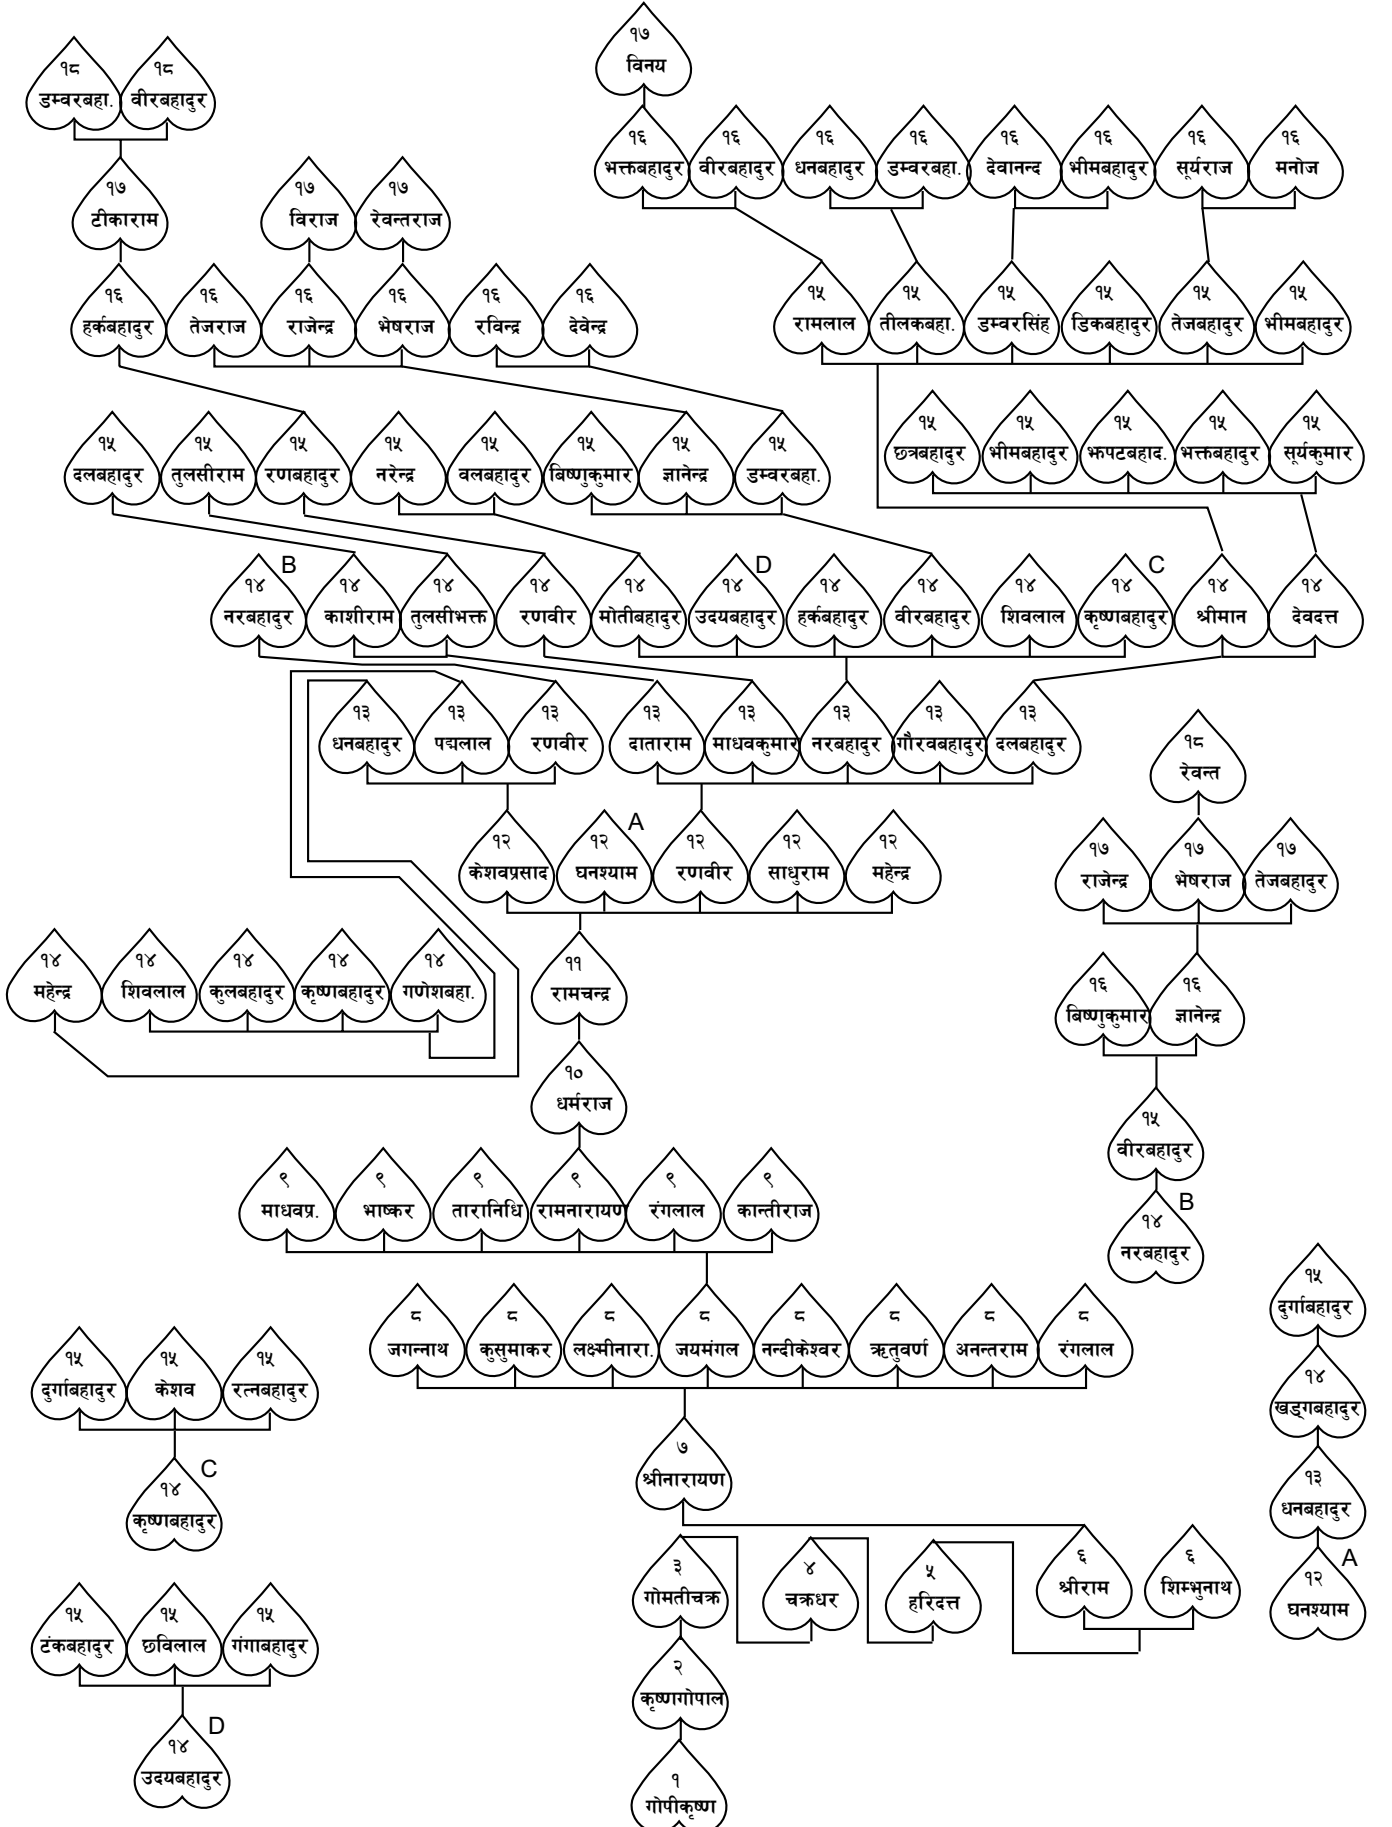 १७
विनय
१८ १८
डम्वरबहा. वीरबहादुर
१६ १६ १६ १६ १६ १६ १६ १६
भक्तबहादुर वीरबहादुर धनबहादुर डम्वरबहा. देवानन्द भीमबहादुर सूर्यराज मनोज
१७ १७ १७
टीकाराम विराज रेवन्तराज
१६ १६ १६ १६ १६ १६
हर्कबहादुर तेजराज राजेन्द्र भेषराज रविन्द्र देवेन्द्र
१५ १५ १५ १५ १५ १५
रामलाल तीलकबहा. डम्वरसिंह डिकबहादुर तेजबहादुर भीमबहादुर
१५ १५ १५ १५ १५
छत्रबहादुर भीमबहादुर झपटबहाद. भक्तबहादुर सूर्यकुमार
१५ १५ १५ १५ १५ १५ १५ १५
दलबहादुर तुलसीराम रणबहादुर नरेन्द्र वलबहादुर बिष्णुकुमार ज्ञानेन्द्र डम्वरबहा.
B D C
१४ १४ १४ १४ १४ १४ १४ १४ १४ १४ १४ १४
नरबहादुर काशीराम तुलसीभक्त रणवीर मोतीबहादुर उदयबहादुर हर्कबहादुर वीरबहादुर शिवलाल कृष्णबहादुर श्रीमान देवदत्त
१३ १३ १३ १३ १३ १३ १३ १३
धनबहादुर पद्मलाल रणवीर दाताराम माधवकुमार नरबहादुर गौरवबहादुर दलबहादुर
१८
रेवन्त
A
१२ १२ १२ १२ १२
केशवप्रसाद घनश्याम रणवीर साधुराम महेन्द्र
१७ १७ १७
राजेन्द्र भेषराज तेजबहादुर
१४ १४ १४ १४ १४
महेन्द्र शिवलाल कुलबहादुर कृष्णबहादुर गणेशबहा.
११
रामचन्द्र
१६ १६
बिष्णुकुमार ज्ञानेन्द्र
१०
धर्मराज
१५
वीरबहादुर
९ ९ ९ ९ ९ ९
माधवप्र. भाष्कर तारानिधि रामनारायण रंगलाल कान्तीराज
B
१४
नरबहादुर
१५
दुर्गाबहादुर
८ ८ ८ ८ ८ ८ ८ ८
जगन्नाथ कुसुमाकर लक्ष्मीनारा. जयमंगल नन्दीकेश्वर ऋतुवर्ण अनन्तराम रंगलाल
१५ १५ १५
दुर्गाबहादुर केशव रत्नबहादुर
१४
खड्गबहादुर
७
श्रीनारायण
C
१४
कृष्णबहादुर
१३
धनबहादुर
३ ४ ५ ६ ६
गोमतीचक्र चक्रधर हरिदत्त श्रीराम शिम्भुनाथ
A
१२
घनश्याम
१५ १५ १५
टंकबहादुर छविलाल गंगाबहादुर
२
कृष्णगोपाल
D
१४
उदयबहादुर
१
गोपीकृष्ण